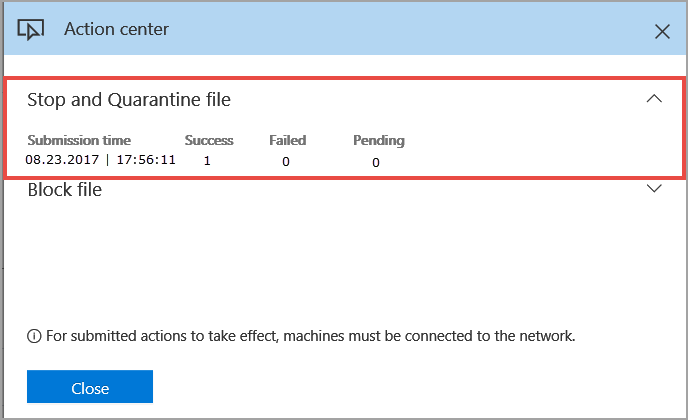 Action center
Stop and Quarantine file
Submission time Success Failed Pending
08.23.2017 | 17:56:11 1 0 0
Block file
For submitted actions to take effect, machines must be connected to the network.
Close